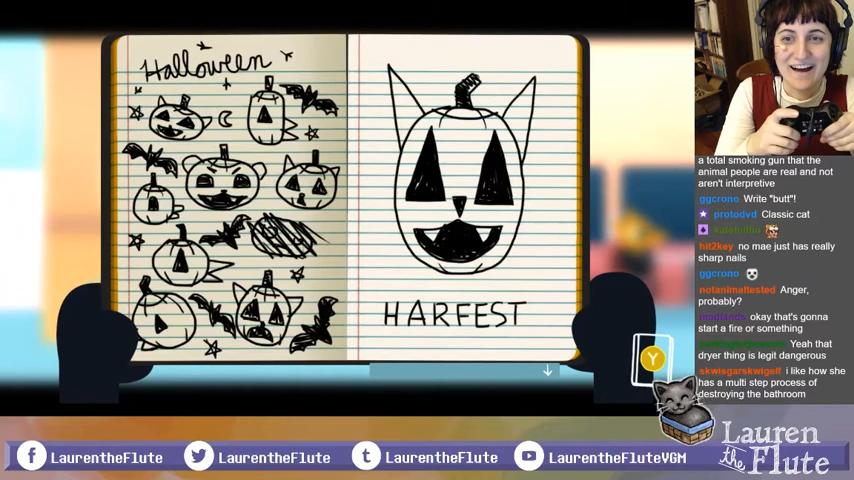 Halloween
HARFEST
Y
a total smoking gun that the
animal people are real and not
aren't interpretive
ggcrono Write "butt"!
protodvd Classic cat
hit2key no mae just has really
sharp nails
ggcrono
notanimaltested Anger,
probably?
madlands okay that's gonna
start a fire or something
Yeah that
dryer thing is legit dangerous
skwisgarskwigelf i like how she
has a multi step process of
destroying the bathroom
Lauren
the Flute
LaurentheFlute
LaurentheFlute
LaurentheFlute
LaurentheFluteVGM